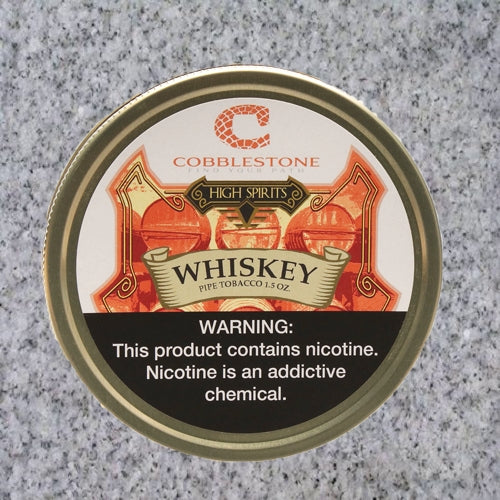 C
COBBLESTONE
FIND YOUR PATH
HIGH SPIRITS
WHISKEY
PIPE TOBACCO 1.5 OZ.
WARNING:
This product contains nicotine.
Nicotine is an addictive
chemical.